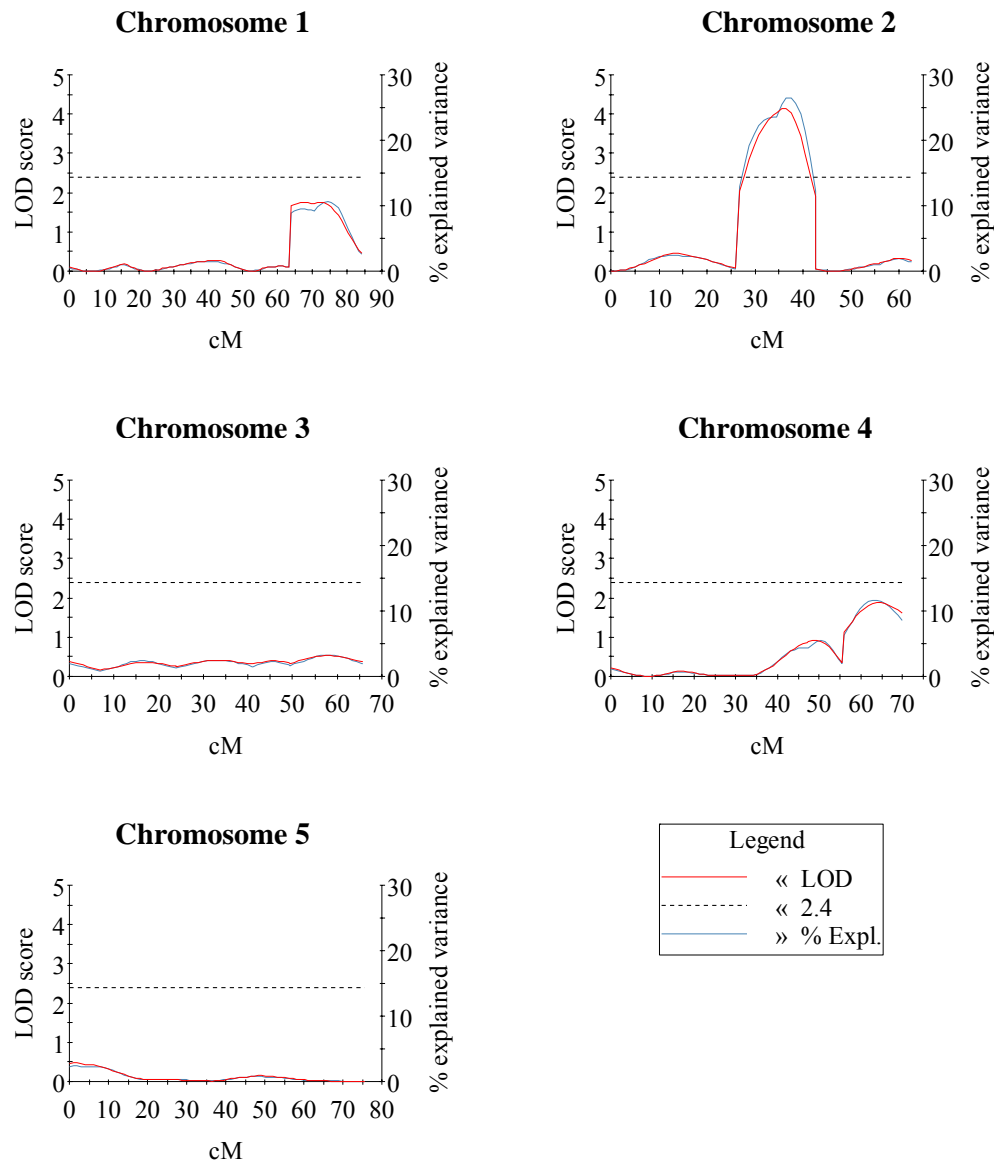 Chromosome 1
5
4
3
2
1
0
LOD score
30
20
10
0
% explained variance
0 10 20 30 40 50 60 70 80 90
cM
Chromosome 2
5
4
3
2
1
0
LOD score
30
20
10
0
% explained variance
0 10 20 30 40 50 60
cM
Chromosome 3
5
4
3
2
1
0
LOD score
30
20
10
0
% explained variance
0 10 20 30 40 50 60 70
cM
Chromosome 4
5
4
3
2
1
0
LOD score
30
20
10
0
% explained variance
0 10 20 30 40 50 60 70
cM
Chromosome 5
5
4
3
2
1
0
LOD score
30
20
10
0
% explained variance
0 10 20 30 40 50 60 70 80
cM
Legend
« LOD
« 2.4
» % Expl.